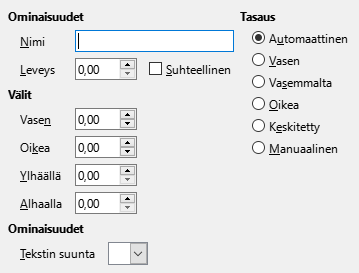 Ominaisuudet
Nimi
Leveys 0,00 Suhteellinen
Välit
Vasen 0,00
Oikea 0,00
Ylhäällä 0,00
Alhaalla 0,00
Ominaisuudet
Tekstin suunta
Tasaus
Automaattinen
Vasen
Vasemmalta
Oikea
Keskitetty
Manuaalinen